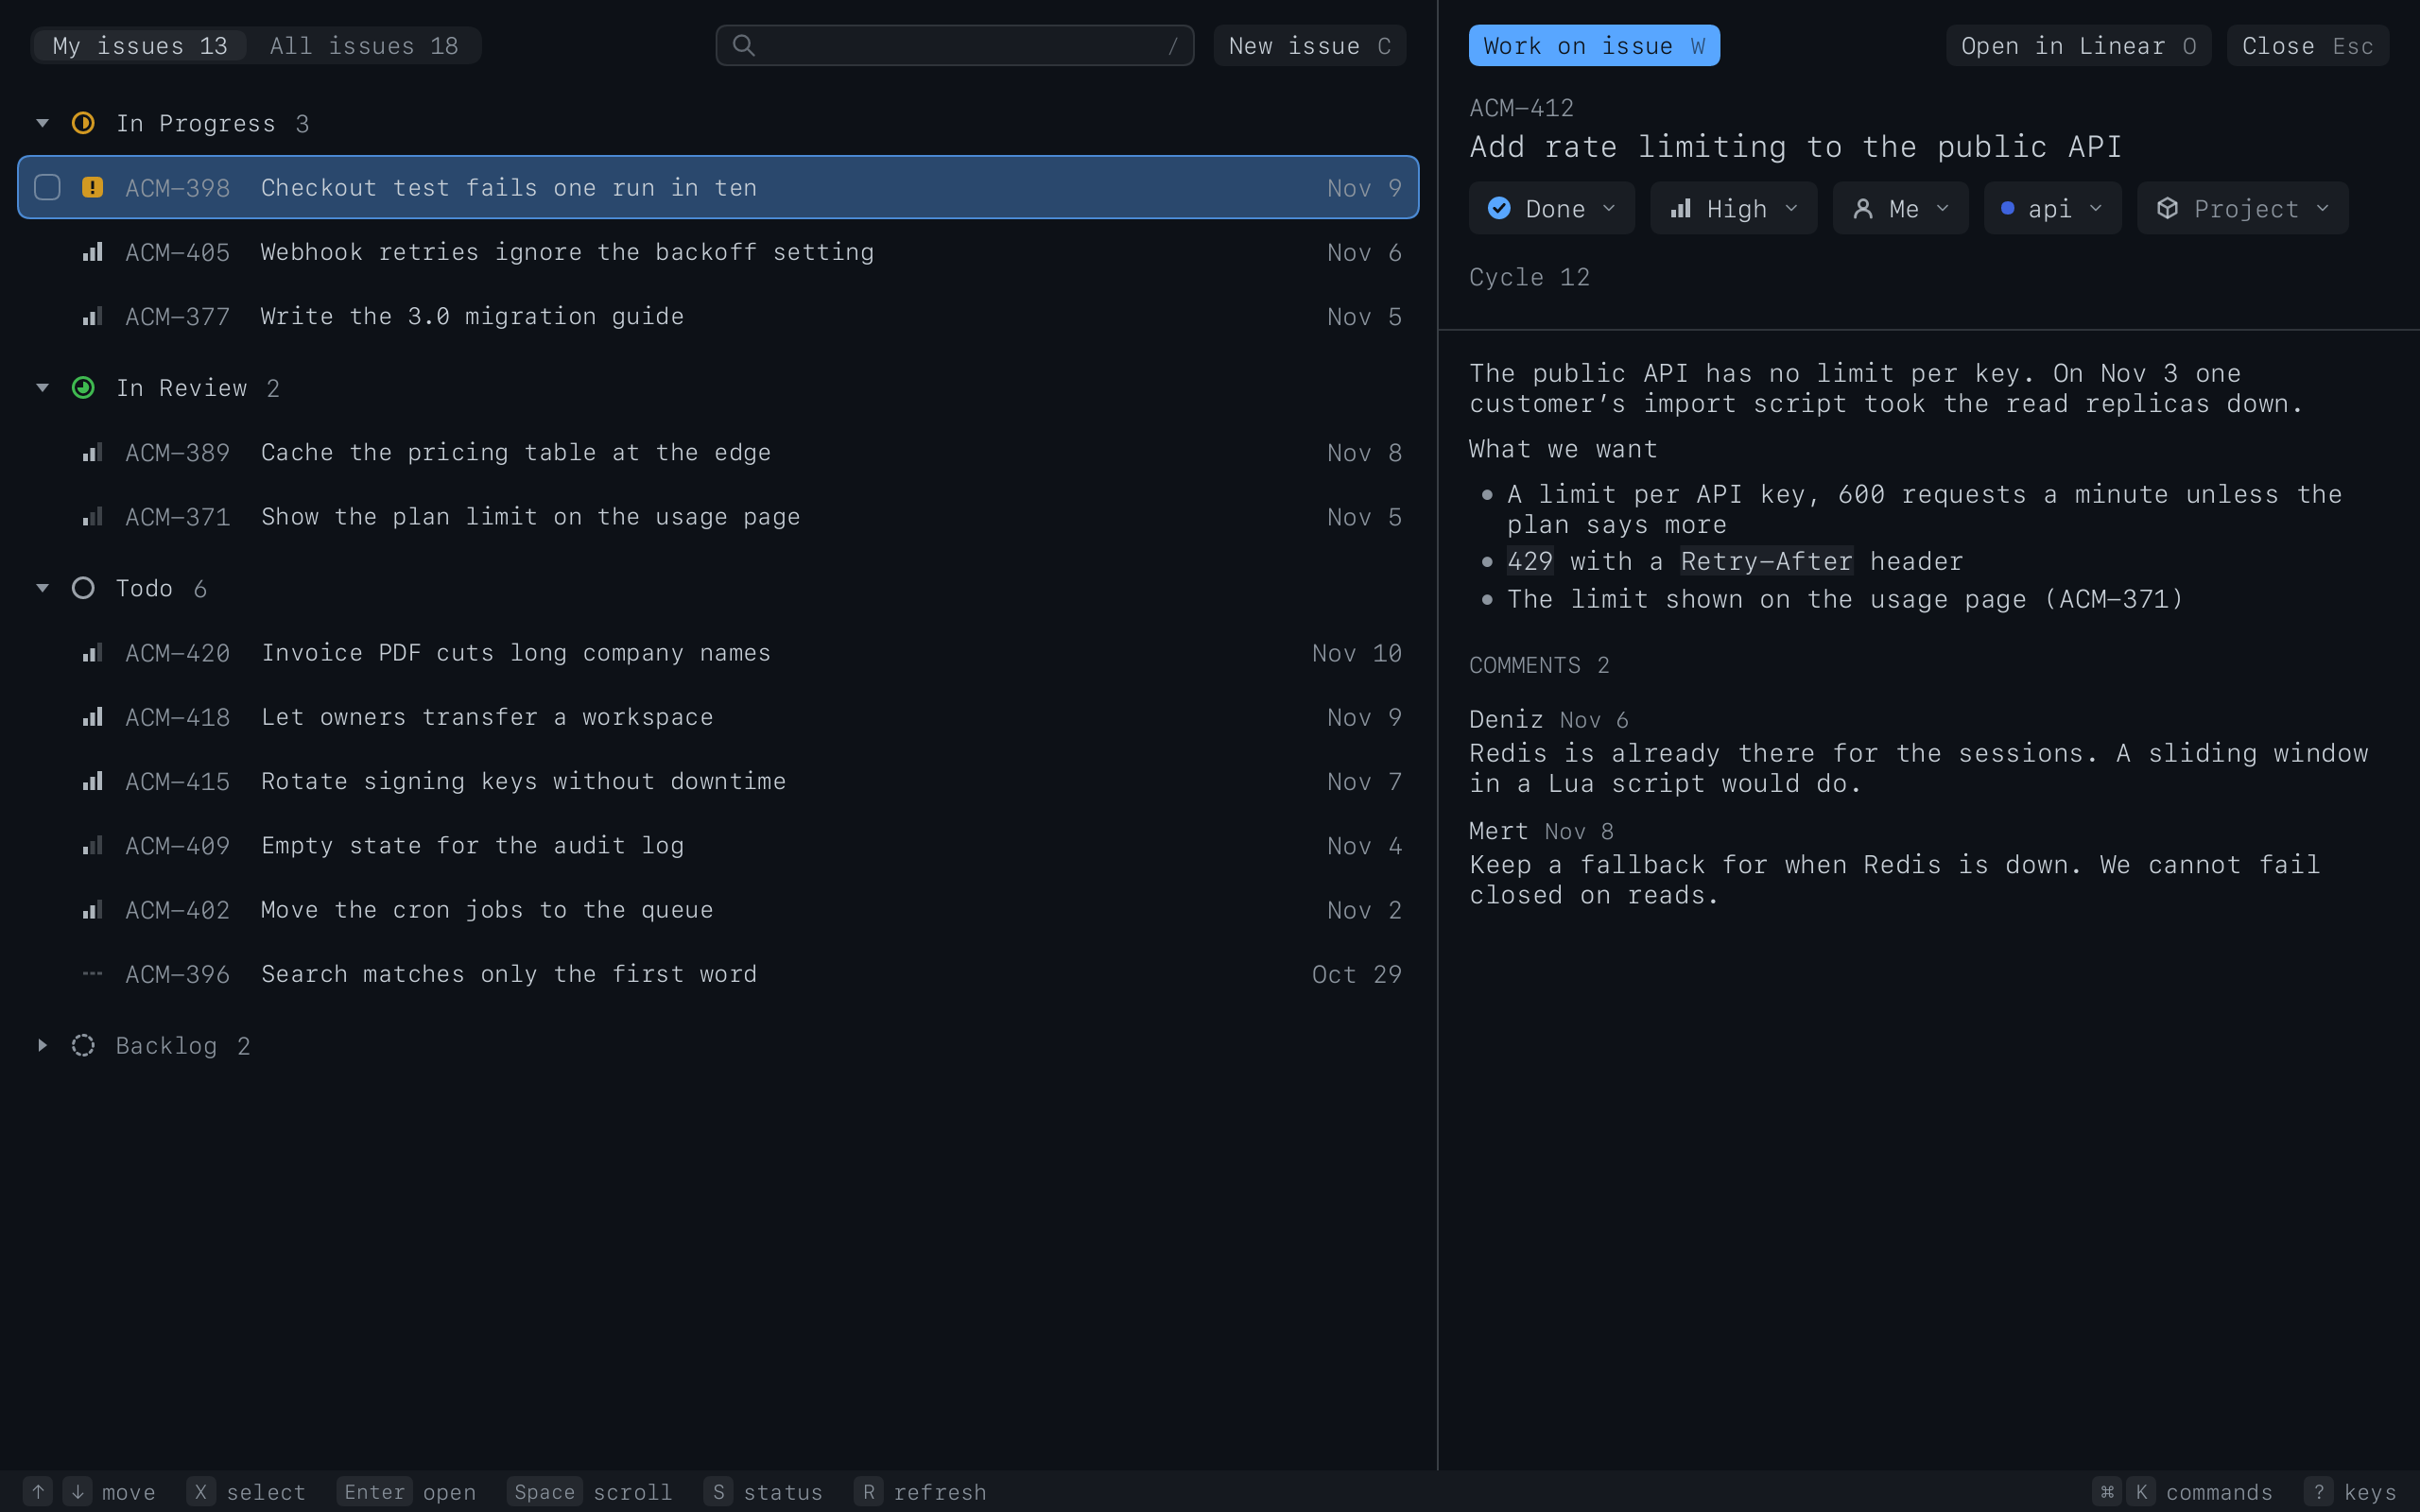 My issues 13 All issues 18 / New issue C
In Progress 3
ACM-398 Checkout test fails one run in ten Nov 9
ACM-405 Webhook retries ignore the backoff setting Nov 6
ACM-377 Write the 3.0 migration guide Nov 5
In Review 2
ACM-389 Cache the pricing table at the edge Nov 8
ACM-371 Show the plan limit on the usage page Nov 5
Todo 6
ACM-420 Invoice PDF cuts long company names Nov 10
ACM-418 Let owners transfer a workspace Nov 9
ACM-415 Rotate signing keys without downtime Nov 7
ACM-409 Empty state for the audit log Nov 4
ACM-402 Move the cron jobs to the queue Nov 2
ACM-396 Search matches only the first word Oct 29
Backlog 2
Work on issue W Open in Linear O Close Esc
ACM-412
Add rate limiting to the public API
Done High Me api Project
Cycle 12
The public API has no limit per key. On Nov 3 one
customer’s import script took the read replicas down.
What we want
• A limit per API key, 600 requests a minute unless the
plan says more
• 429 with a Retry-After header
• The limit shown on the usage page (ACM-371)
COMMENTS 2
Deniz Nov 6
Redis is already there for the sessions. A sliding window
in a Lua script would do.
Mert Nov 8
Keep a fallback for when Redis is down. We cannot fail
closed on reads.
↑ ↓ move X select Enter open Space scroll S status R refresh ⌘ K commands ? keys